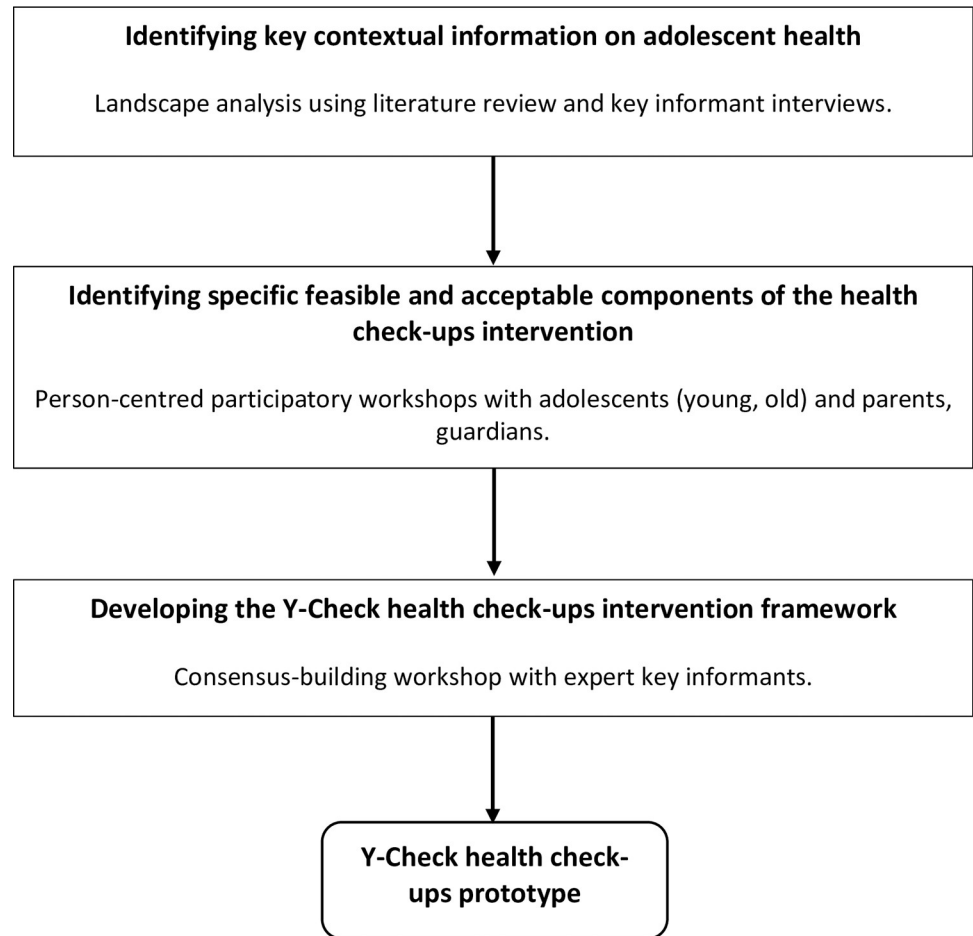 Identifying key contextual information on adolescent health
Landscape analysis using literature review and key informant interviews.
Identifying specific feasible and acceptable components of the health
check-ups intervention
Person-centred participatory workshops with adolescents (young, old) and parents,
guardians.
Developing the Y-Check health check-ups intervention framework
Consensus-building workshop with expert key informants.
Y-Check health check-
ups prototype